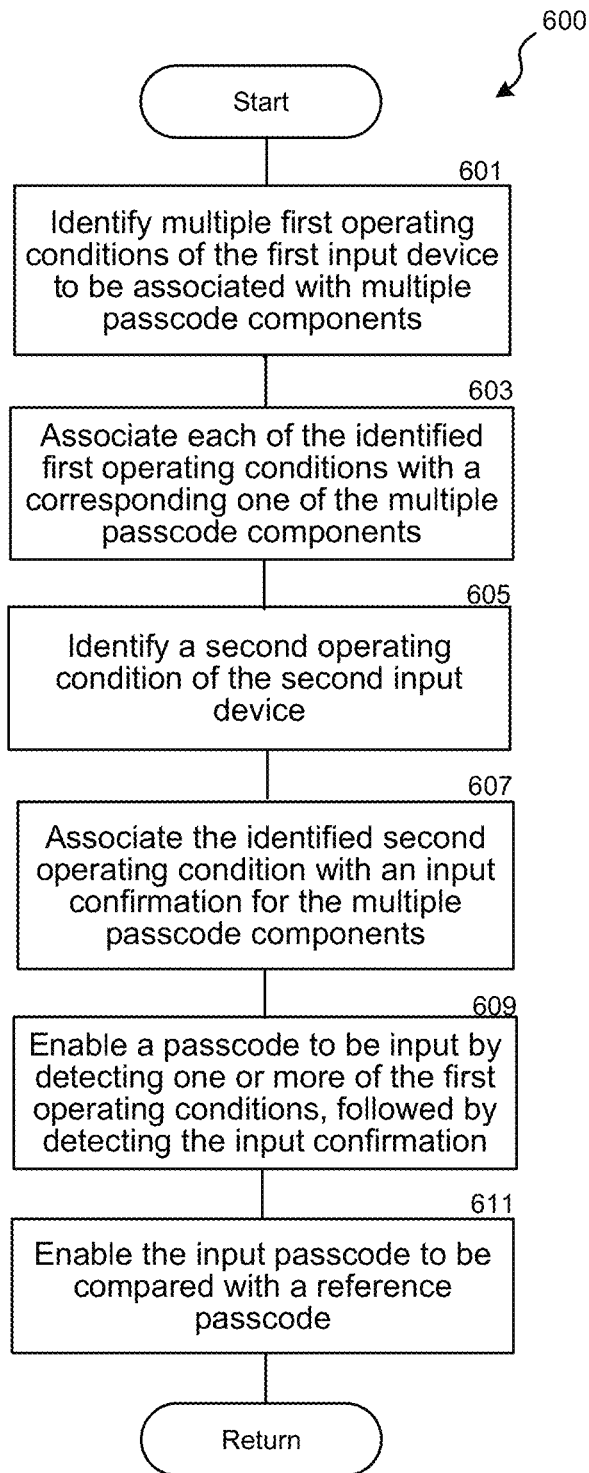 600
Start
601
Identify multiple first operating
conditions of the first input device
to be associated with multiple
passcode components
603
Associate each of the identified
first operating conditions with a
corresponding one of the multiple
passcode components
605
Identify a second operating
condition of the second input
device
607
Associate the identified second
operating condition with an input
confirmation for the multiple
passcode components
609
Enable a passcode to be input by
detecting one or more of the first
operating conditions, followed by
detecting the input confirmation
611
Enable the input passcode to be
compared with a reference
passcode
Return